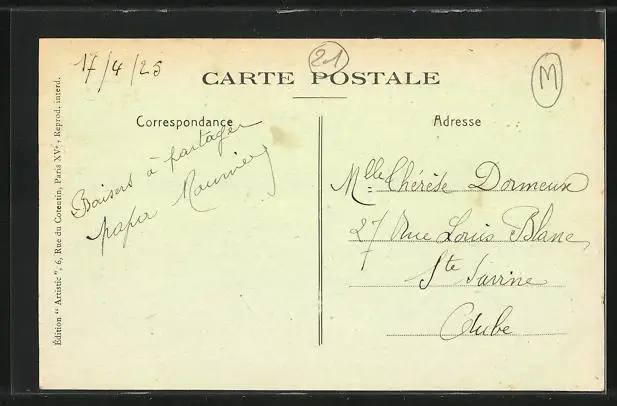 17/4/25
21
M
CARTE POSTALE
Correspondance
Adresse
Baisers à partager
papa
Mlle Thérèse Dormeux
27 Rue Louis Blanc
Ste Savine
Aube
Édition "Artistic", 6, Rue du Cotentin, Paris XVe, Reprod. interd.